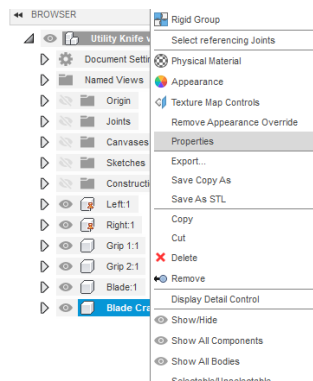 BROWSER
Utility Knife v
Document Settin
Named Views
Origin
Joints
Canvases
Sketches
Constructi
Left:1
Right:1
Grip 1:1
Grip 2:1
Blade:1
Blade Cra
Rigid Group
Select referencing Joints
Physical Material
Appearance
Texture Map Controls
Remove Appearance Override
Properties
Export...
Save Copy As
Save As STL
Copy
Cut
Delete
Remove
Display Detail Control
Show/Hide
Show All Components
Show All Bodies
Selectable/Unselectable